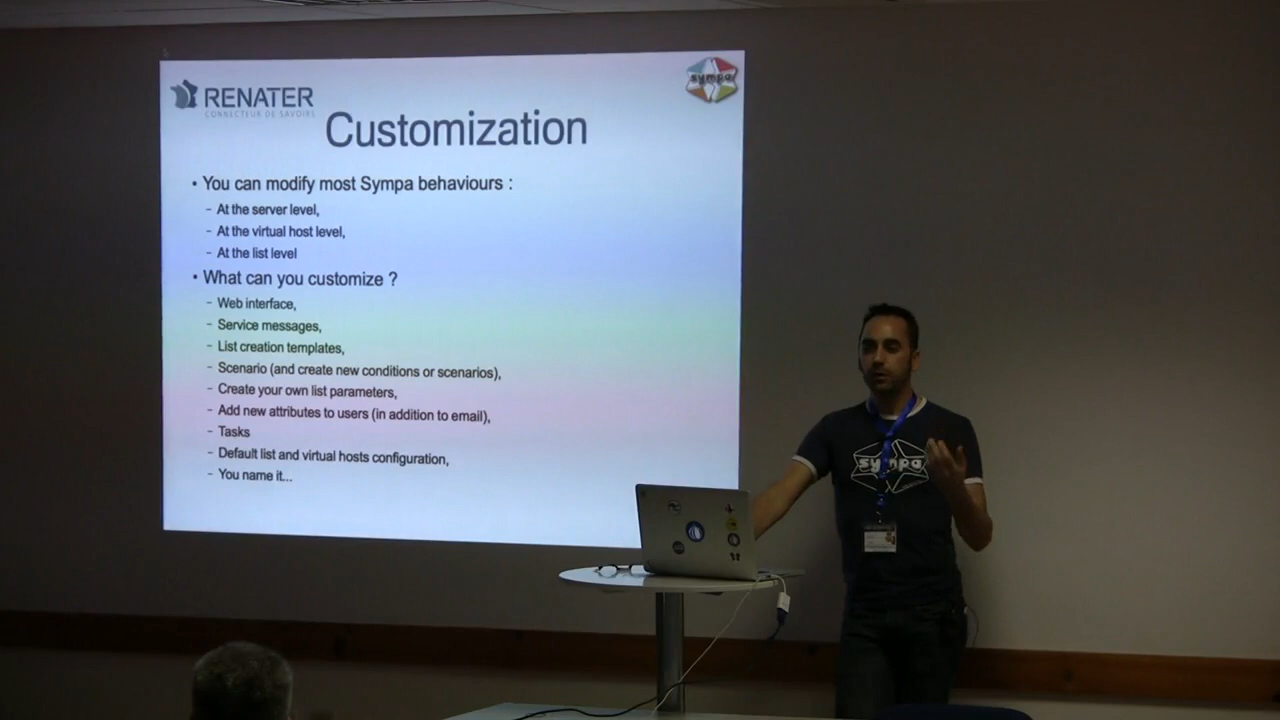 RENATER
CONNECTEUR DE SAVOIRS
sympa
Customization
• You can modify most Sympa behaviours :
- At the server level,
- At the virtual host level,
- At the list level
• What can you customize ?
- Web interface,
- Service messages,
- List creation templates,
- Scenario (and create new conditions or scenarios),
- Create your own list parameters,
- Add new attributes to users (in addition to email),
- Tasks
- Default list and virtual hosts configuration,
- You name it...
sympa